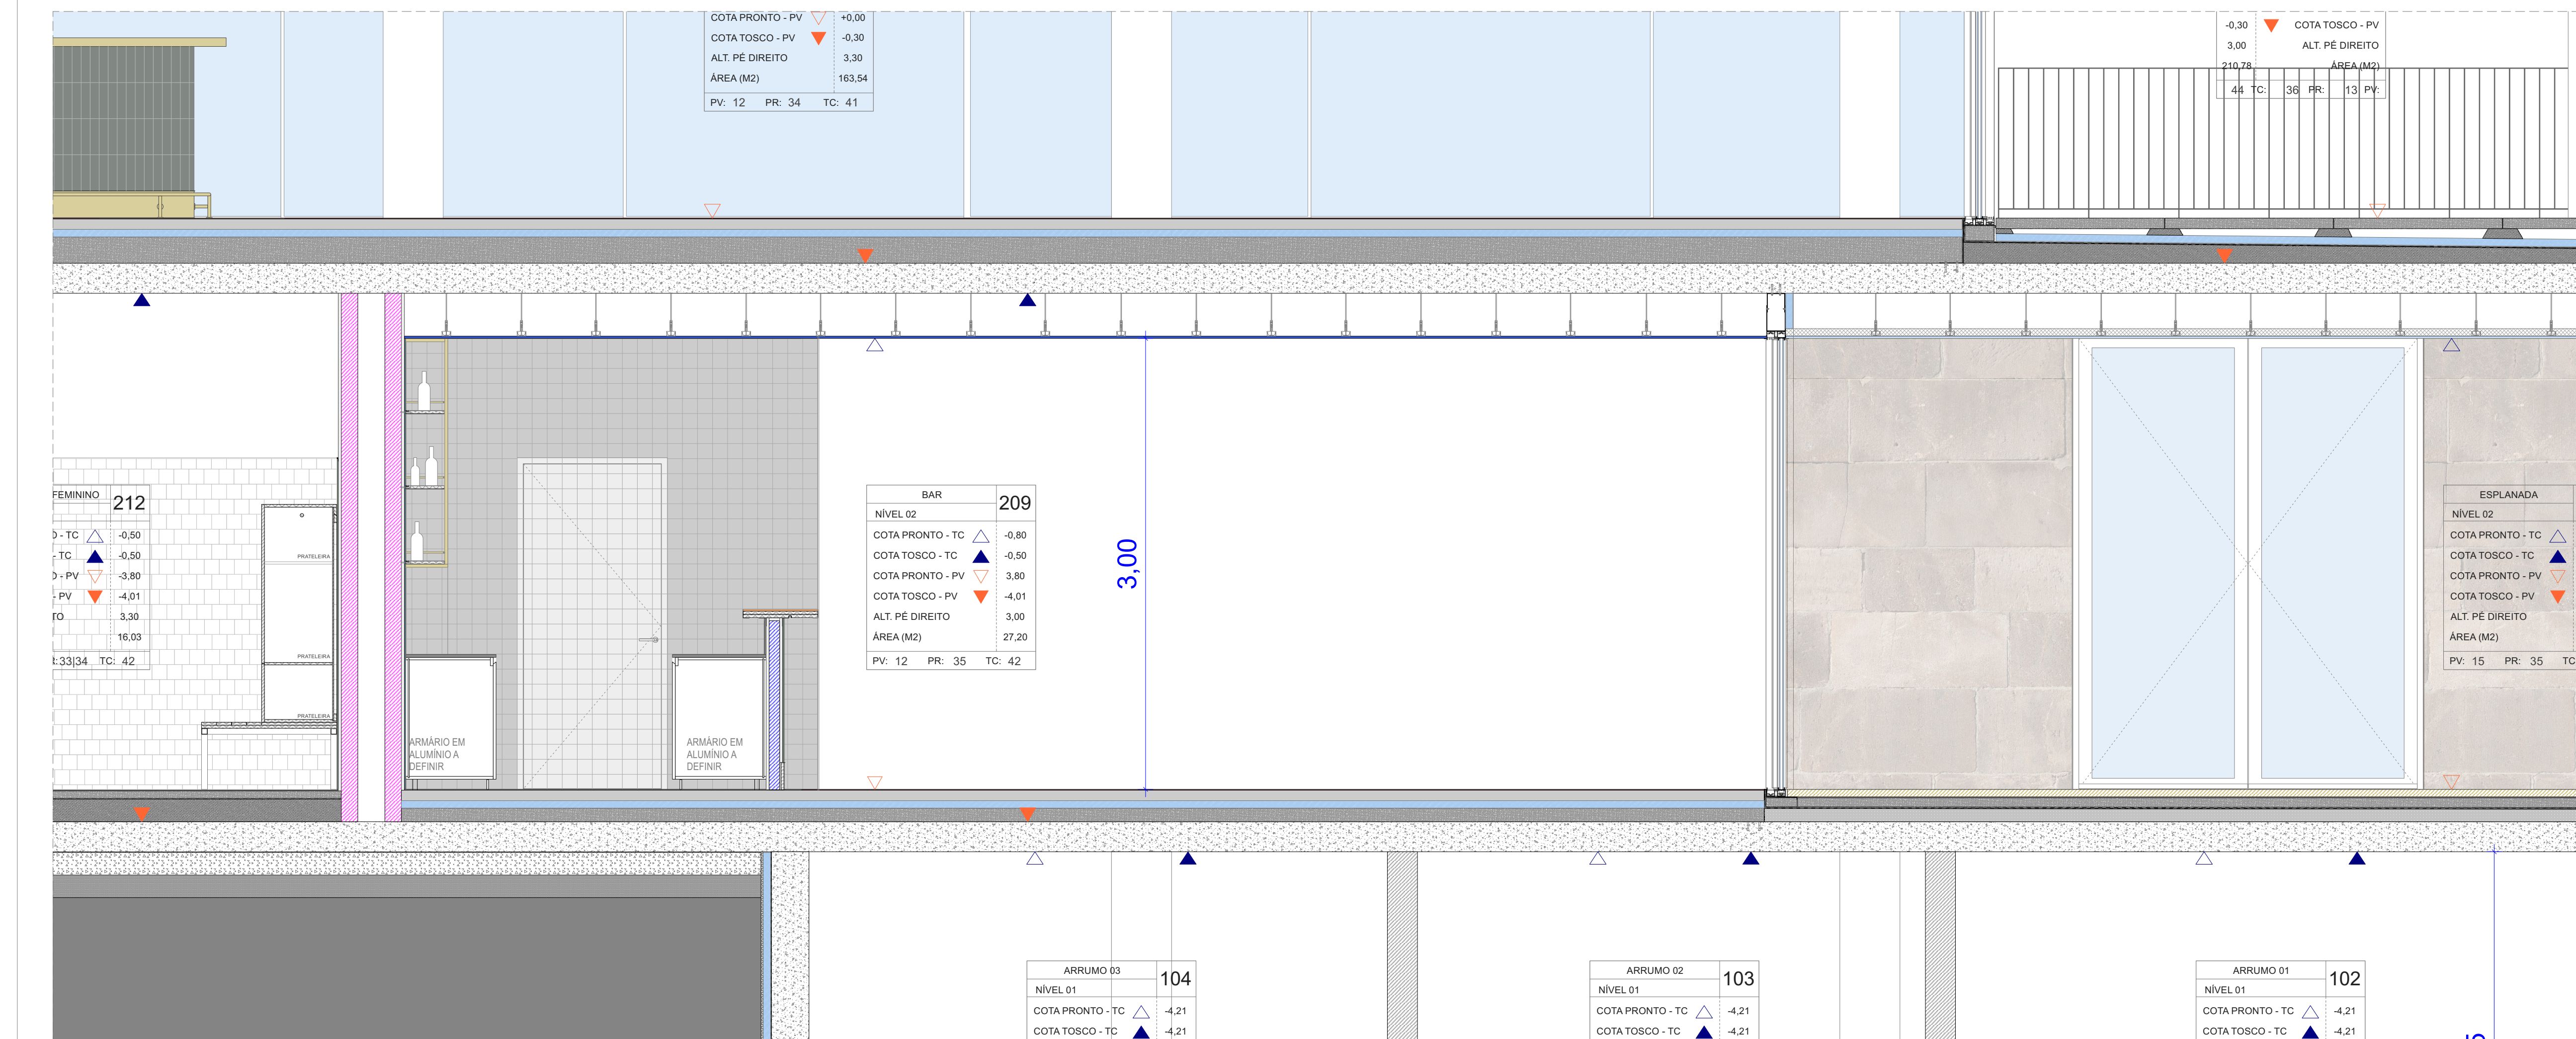 COTA PRONTO - PV +0,00
COTA TOSCO - PV -0,30
ALT. PÉ DIREITO 3,30
ÁREA (M2) 163,54
PV: 12 PR: 34 TC: 41
-0,30 COTA TOSCO - PV
3,00 ALT. PÉ DIREITO
210,78 ÁREA (M2)
44 TC: 36 PR: 13 PV:
FEMININO 212
- TC -0,50
- TC -0,50
- PV -3,80
- PV -4,01
TO 3,30
16,03
33|34 TC: 42
PRATELEIRA
PRATELEIRA
PRATELEIRA
ARMÁRIO EM
ALUMÍNIO A
DEFINIR
ARMÁRIO EM
ALUMÍNIO A
DEFINIR
BAR 209
NÍVEL 02
COTA PRONTO - TC -0,80
COTA TOSCO - TC -0,50
COTA PRONTO - PV 3,80
COTA TOSCO - PV -4,01
ALT. PÉ DIREITO 3,00
ÁREA (M2) 27,20
PV: 12 PR: 35 TC: 42
3,00
ESPLANADA
NÍVEL 02
COTA PRONTO - TC
COTA TOSCO - TC
COTA PRONTO - PV
COTA TOSCO - PV
ALT. PÉ DIREITO
ÁREA (M2)
PV: 15 PR: 35 TC
ARRUMO 03 104
NÍVEL 01
COTA PRONTO - TC -4,21
COTA TOSCO - TC -4,21
ARRUMO 02 103
NÍVEL 01
COTA PRONTO - TC -4,21
COTA TOSCO - TC -4,21
ARRUMO 01 102
NÍVEL 01
COTA PRONTO - TC -4,21
COTA TOSCO - TC -4,21